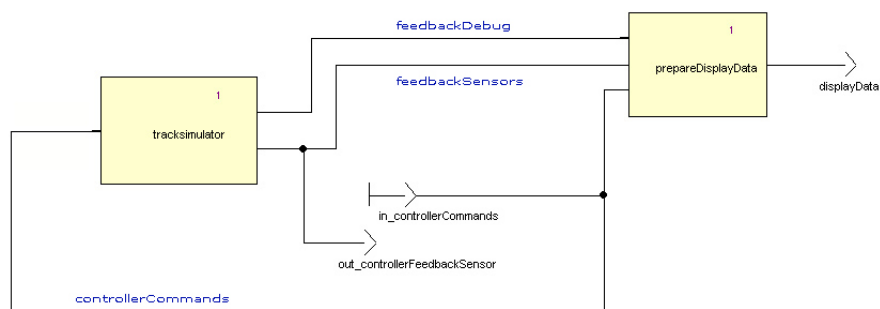 feedbackDebug
1
1
prepareDisplayData
feedbackSensors
displayData
tracksimulator
in_controllerCommands
out_controllerFeedbackSensor
controllerCommands